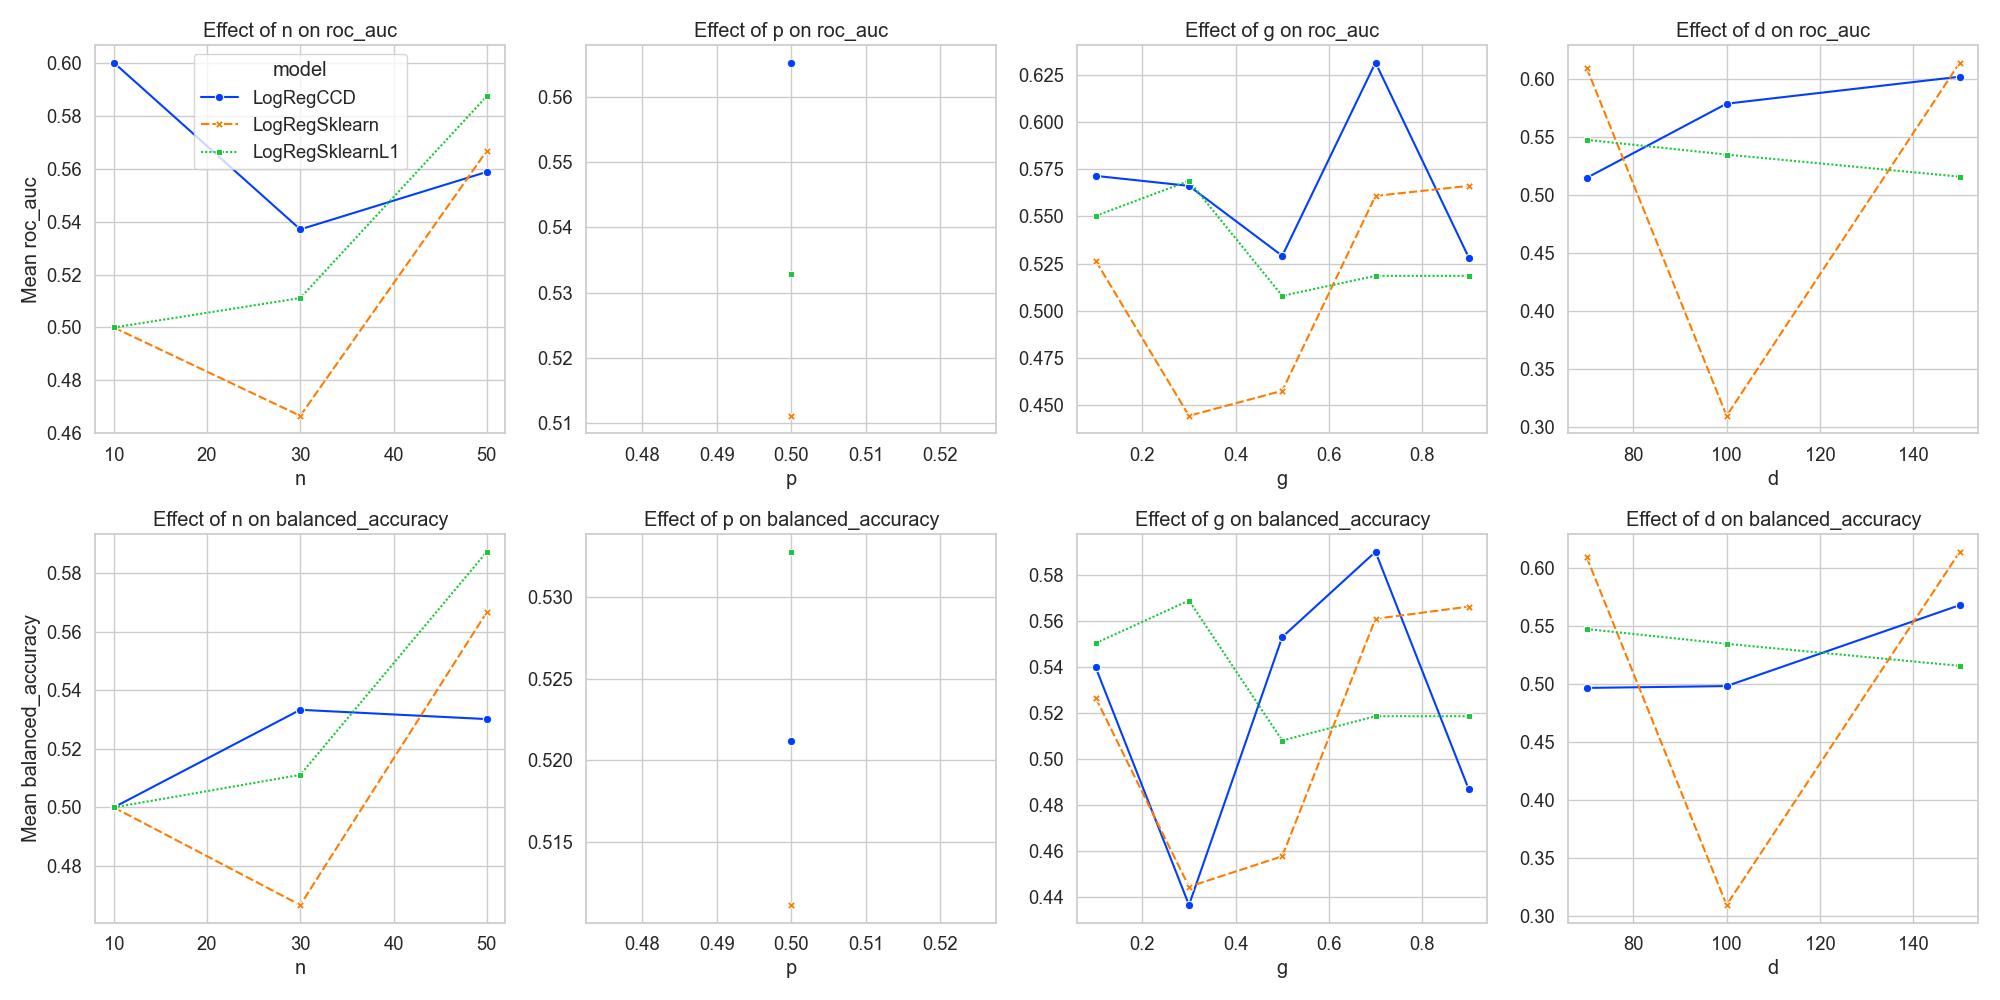 Effect of n on roc_auc
Effect of p on roc_auc
Effect of g on roc_auc
Effect of d on roc_auc
Mean roc_auc
0.60
0.58
0.56
0.54
0.52
0.50
0.48
0.46
model
LogRegCCD
LogRegSklearn
LogRegSklearnL1
10 20 30 40 50
n
0.56
0.55
0.54
0.53
0.52
0.51
0.48 0.49 0.50 0.51 0.52
p
0.625
0.600
0.575
0.550
0.525
0.500
0.475
0.450
0.2 0.4 0.6 0.8
g
0.60
0.55
0.50
0.45
0.40
0.35
0.30
80 100 120 140
d
Effect of n on balanced_accuracy
Effect of p on balanced_accuracy
Effect of g on balanced_accuracy
Effect of d on balanced_accuracy
Mean balanced_accuracy
0.58
0.56
0.54
0.52
0.50
0.48
10 20 30 40 50
n
0.530
0.525
0.520
0.515
0.48 0.49 0.50 0.51 0.52
p
0.58
0.56
0.54
0.52
0.50
0.48
0.46
0.44
0.2 0.4 0.6 0.8
g
0.60
0.55
0.50
0.45
0.40
0.35
0.30
80 100 120 140
d